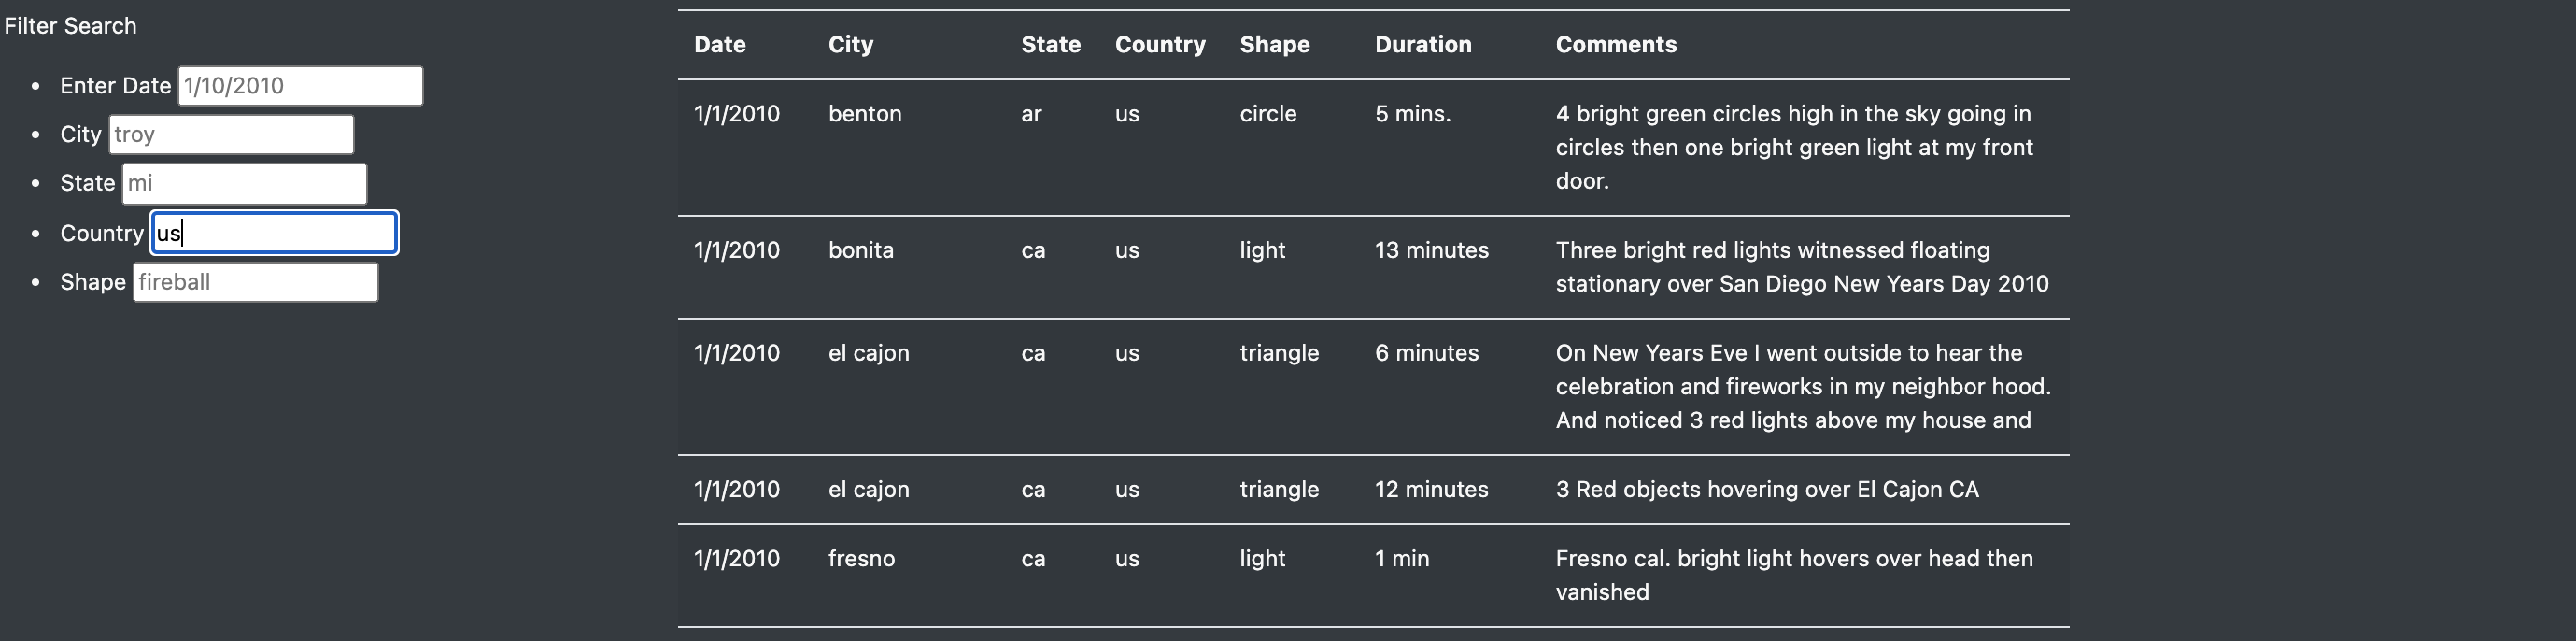 Filter Search
Enter Date 1/10/2010
City troy
State mi
Country us
Shape fireball
Date City State Country Shape Duration Comments
1/1/2010 benton ar us circle 5 mins. 4 bright green circles high in the sky going in
circles then one bright green light at my front
door.
1/1/2010 bonita ca us light 13 minutes Three bright red lights witnessed floating
stationary over San Diego New Years Day 2010
1/1/2010 el cajon ca us triangle 6 minutes On New Years Eve I went outside to hear the
celebration and fireworks in my neighbor hood.
And noticed 3 red lights above my house and
1/1/2010 el cajon ca us triangle 12 minutes 3 Red objects hovering over El Cajon CA
1/1/2010 fresno ca us light 1 min Fresno cal. bright light hovers over head then
vanished